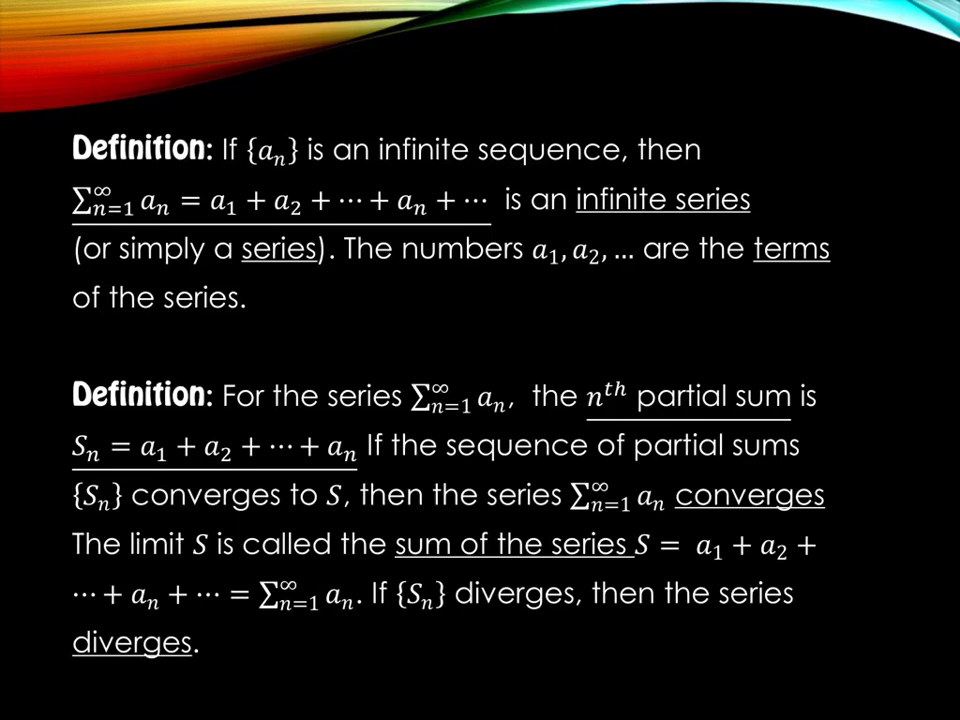 Definition: If {𝑎ₙ} is an infinite sequence, then
∑_{𝑛=1}^{∞} 𝑎ₙ = 𝑎₁ + 𝑎₂ + ⋯ + 𝑎ₙ + ⋯ is an infinite series
(or simply a series). The numbers 𝑎₁, 𝑎₂, … are the terms
of the series.
Definition: For the series ∑_{𝑛=1}^{∞} 𝑎ₙ, the 𝑛^{𝑡ℎ} partial sum is
𝑆ₙ = 𝑎₁ + 𝑎₂ + ⋯ + 𝑎ₙ If the sequence of partial sums
{𝑆ₙ} converges to 𝑆, then the series ∑_{𝑛=1}^{∞} 𝑎ₙ converges
The limit 𝑆 is called the sum of the series 𝑆 = 𝑎₁ + 𝑎₂ +
⋯ + 𝑎ₙ + ⋯ = ∑_{𝑛=1}^{∞} 𝑎ₙ. If {𝑆ₙ} diverges, then the series
diverges.